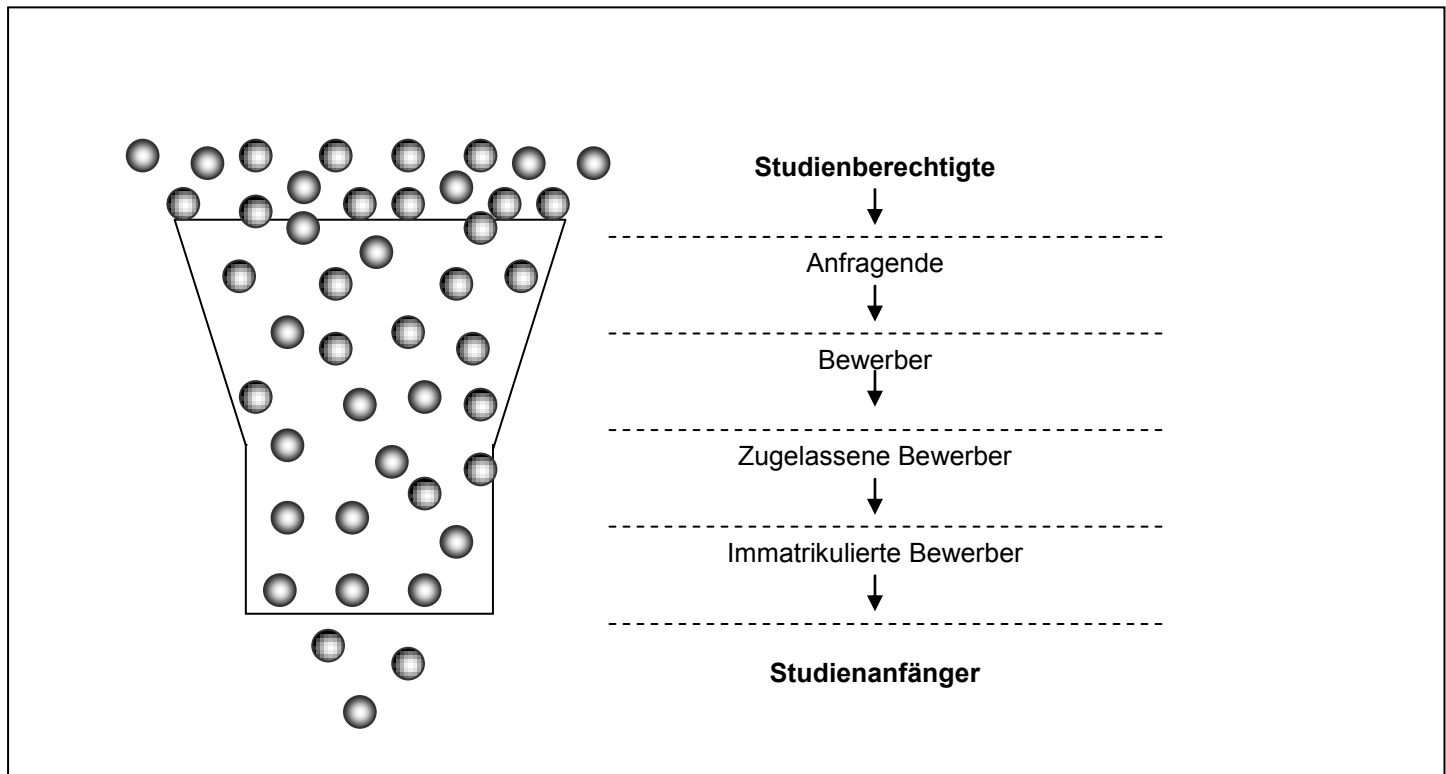 Studienberechtigte
Anfragende
Bewerber
Zugelassene Bewerber
Immatrikulierte Bewerber
Studienanfänger